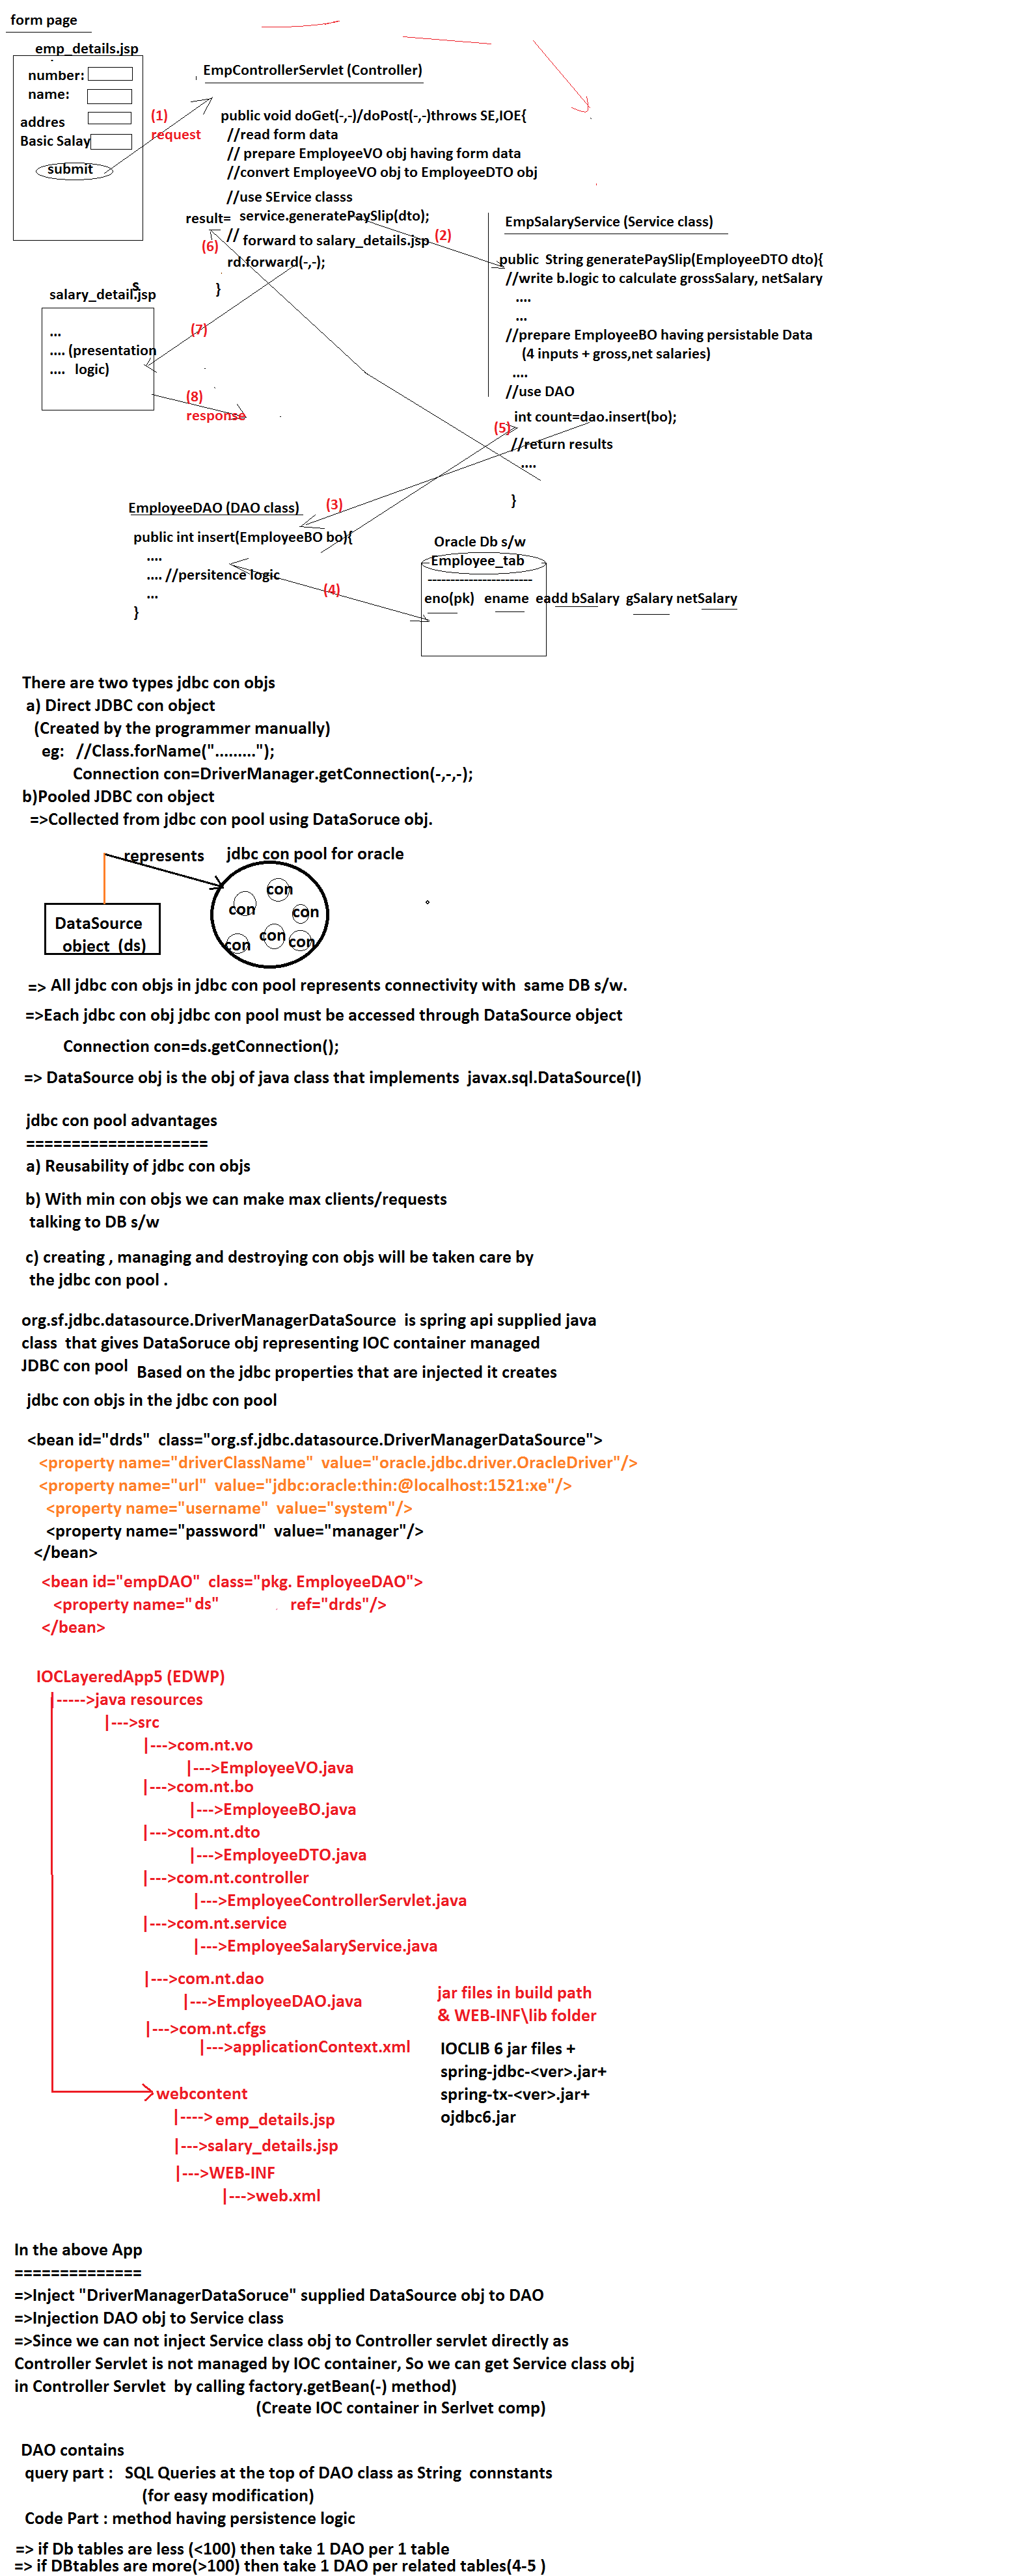 form page
emp_details.jsp
number:
name:
addres
Basic Salay
submit
(1)
request
EmpControllerServlet (Controller)
public void doGet(-,-)/doPost(-,-)throws SE,IOE{
//read form data
// prepare EmployeeVO obj having form data
//convert EmployeeVO obj to EmployeeDTO obj
//use SErvice classs
result= service.generatePaySlip(dto);
// forward to salary_details.jsp
rd.forward(-,-);
}
(2)
(6)
EmpSalaryService (Service class)
public String generatePaySlip(EmployeeDTO dto){
//write b.logic to calculate grossSalary, netSalary
....
...
//prepare EmployeeBO having persistable Data
(4 inputs + gross,net salaries)
....
//use DAO
int count=dao.insert(bo);
//return results
....
}
(5)
s
salary_detail.jsp
...
.... (presentation
.... logic)
(7)
(8)
response
EmployeeDAO (DAO class)
(3)
public int insert(EmployeeBO bo){
....
.... //persitence logic
...
}
(4)
Oracle Db s/w
Employee_tab
-----------------------
eno(pk) ename eadd bSalary gSalary netSalary
There are two types jdbc con objs
a) Direct JDBC con object
(Created by the programmer manually)
eg: //Class.forName(".........");
Connection con=DriverManager.getConnection(-,-,-);
b)Pooled JDBC con object
=>Collected from jdbc con pool using DataSoruce obj.
represents
jdbc con pool for oracle
con
con
con
con
con
con
DataSource
object (ds)
=> All jdbc con objs in jdbc con pool represents connectivity with same DB s/w.
=>Each jdbc con obj jdbc con pool must be accessed through DataSource object
Connection con=ds.getConnection();
=> DataSource obj is the obj of java class that implements javax.sql.DataSource(I)
jdbc con pool advantages
====================
a) Reusability of jdbc con objs
b) With min con objs we can make max clients/requests
talking to DB s/w
c) creating , managing and destroying con objs will be taken care by
the jdbc con pool .
org.sf.jdbc.datasource.DriverManagerDataSource is spring api supplied java
class that gives DataSoruce obj representing IOC container managed
JDBC con pool Based on the jdbc properties that are injected it creates
jdbc con objs in the jdbc con pool
<bean id="drds" class="org.sf.jdbc.datasource.DriverManagerDataSource">
<property name="driverClassName" value="oracle.jdbc.driver.OracleDriver"/>
<property name="url" value="jdbc:oracle:thin:@localhost:1521:xe"/>
<property name="username" value="system"/>
<property name="password" value="manager"/>
</bean>
<bean id="empDAO" class="pkg. EmployeeDAO">
<property name="ds" ref="drds"/>
</bean>
IOCLayeredApp5 (EDWP)
|----->java resources
|--->src
|--->com.nt.vo
|--->EmployeeVO.java
|--->com.nt.bo
|--->EmployeeBO.java
|--->com.nt.dto
|--->EmployeeDTO.java
|--->com.nt.controller
|--->EmployeeControllerServlet.java
|--->com.nt.service
|--->EmployeeSalaryService.java
|--->com.nt.dao
|--->EmployeeDAO.java
|--->com.nt.cfgs
|--->applicationContext.xml
webcontent
|----> emp_details.jsp
|--->salary_details.jsp
|--->WEB-INF
|--->web.xml
jar files in build path
& WEB-INF\lib folder
IOCLIB 6 jar files +
spring-jdbc-<ver>.jar+
spring-tx-<ver>.jar+
ojdbc6.jar
In the above App
==============
=>Inject "DriverManagerDataSoruce" supplied DataSource obj to DAO
=>Injection DAO obj to Service class
=>Since we can not inject Service class obj to Controller servlet directly as
Controller Servlet is not managed by IOC container, So we can get Service class obj
in Controller Servlet by calling factory.getBean(-) method)
(Create IOC container in Serlvet comp)
DAO contains
query part : SQL Queries at the top of DAO class as String connstants
(for easy modification)
Code Part : method having persistence logic
=> if Db tables are less (<100) then take 1 DAO per 1 table
=> if DBtables are more(>100) then take 1 DAO per related tables(4-5 )